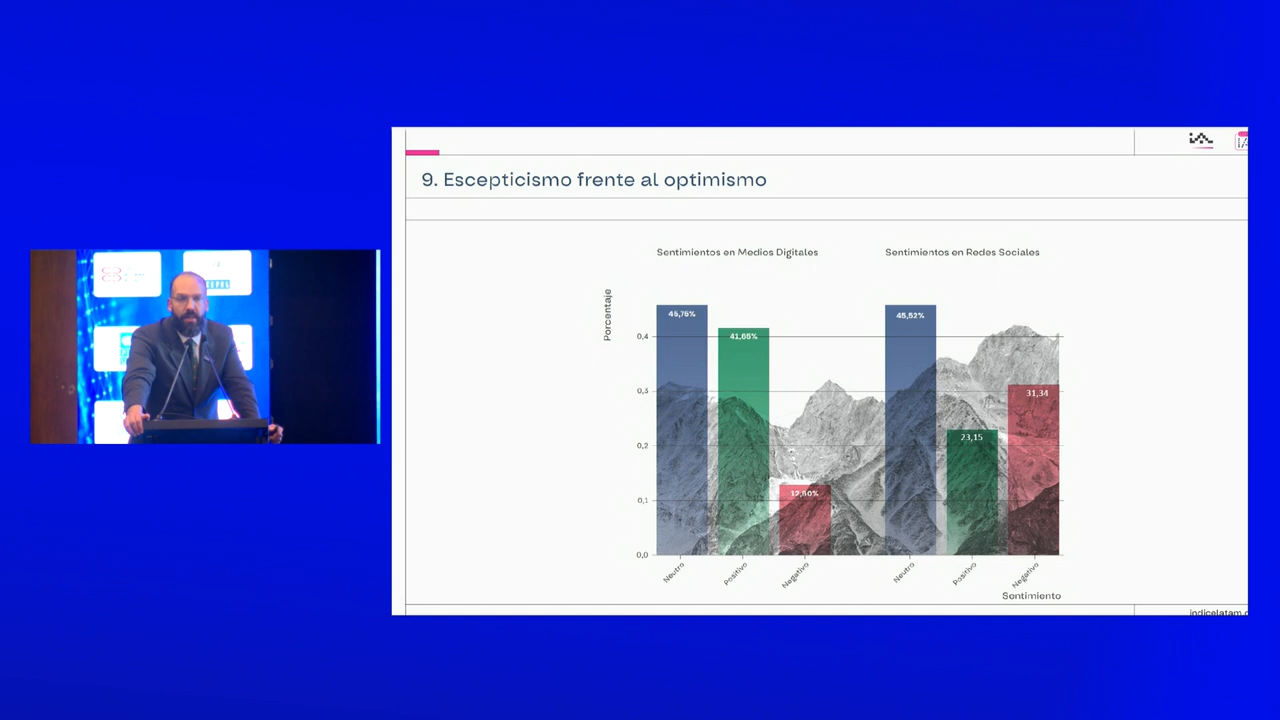 9. Escepticismo frente al optimismo
Sentimientos en Medios Digitales
Sentimientos en Redes Sociales
Porcentaje
0,4
0,3
0,2
0,1
0,0
45,75%
41,65%
12,60%
45,52%
23,15
31,34
Neutro
Positivo
Negativo
Neutro
Positivo
Negativo
Sentimiento
indicelatam.c